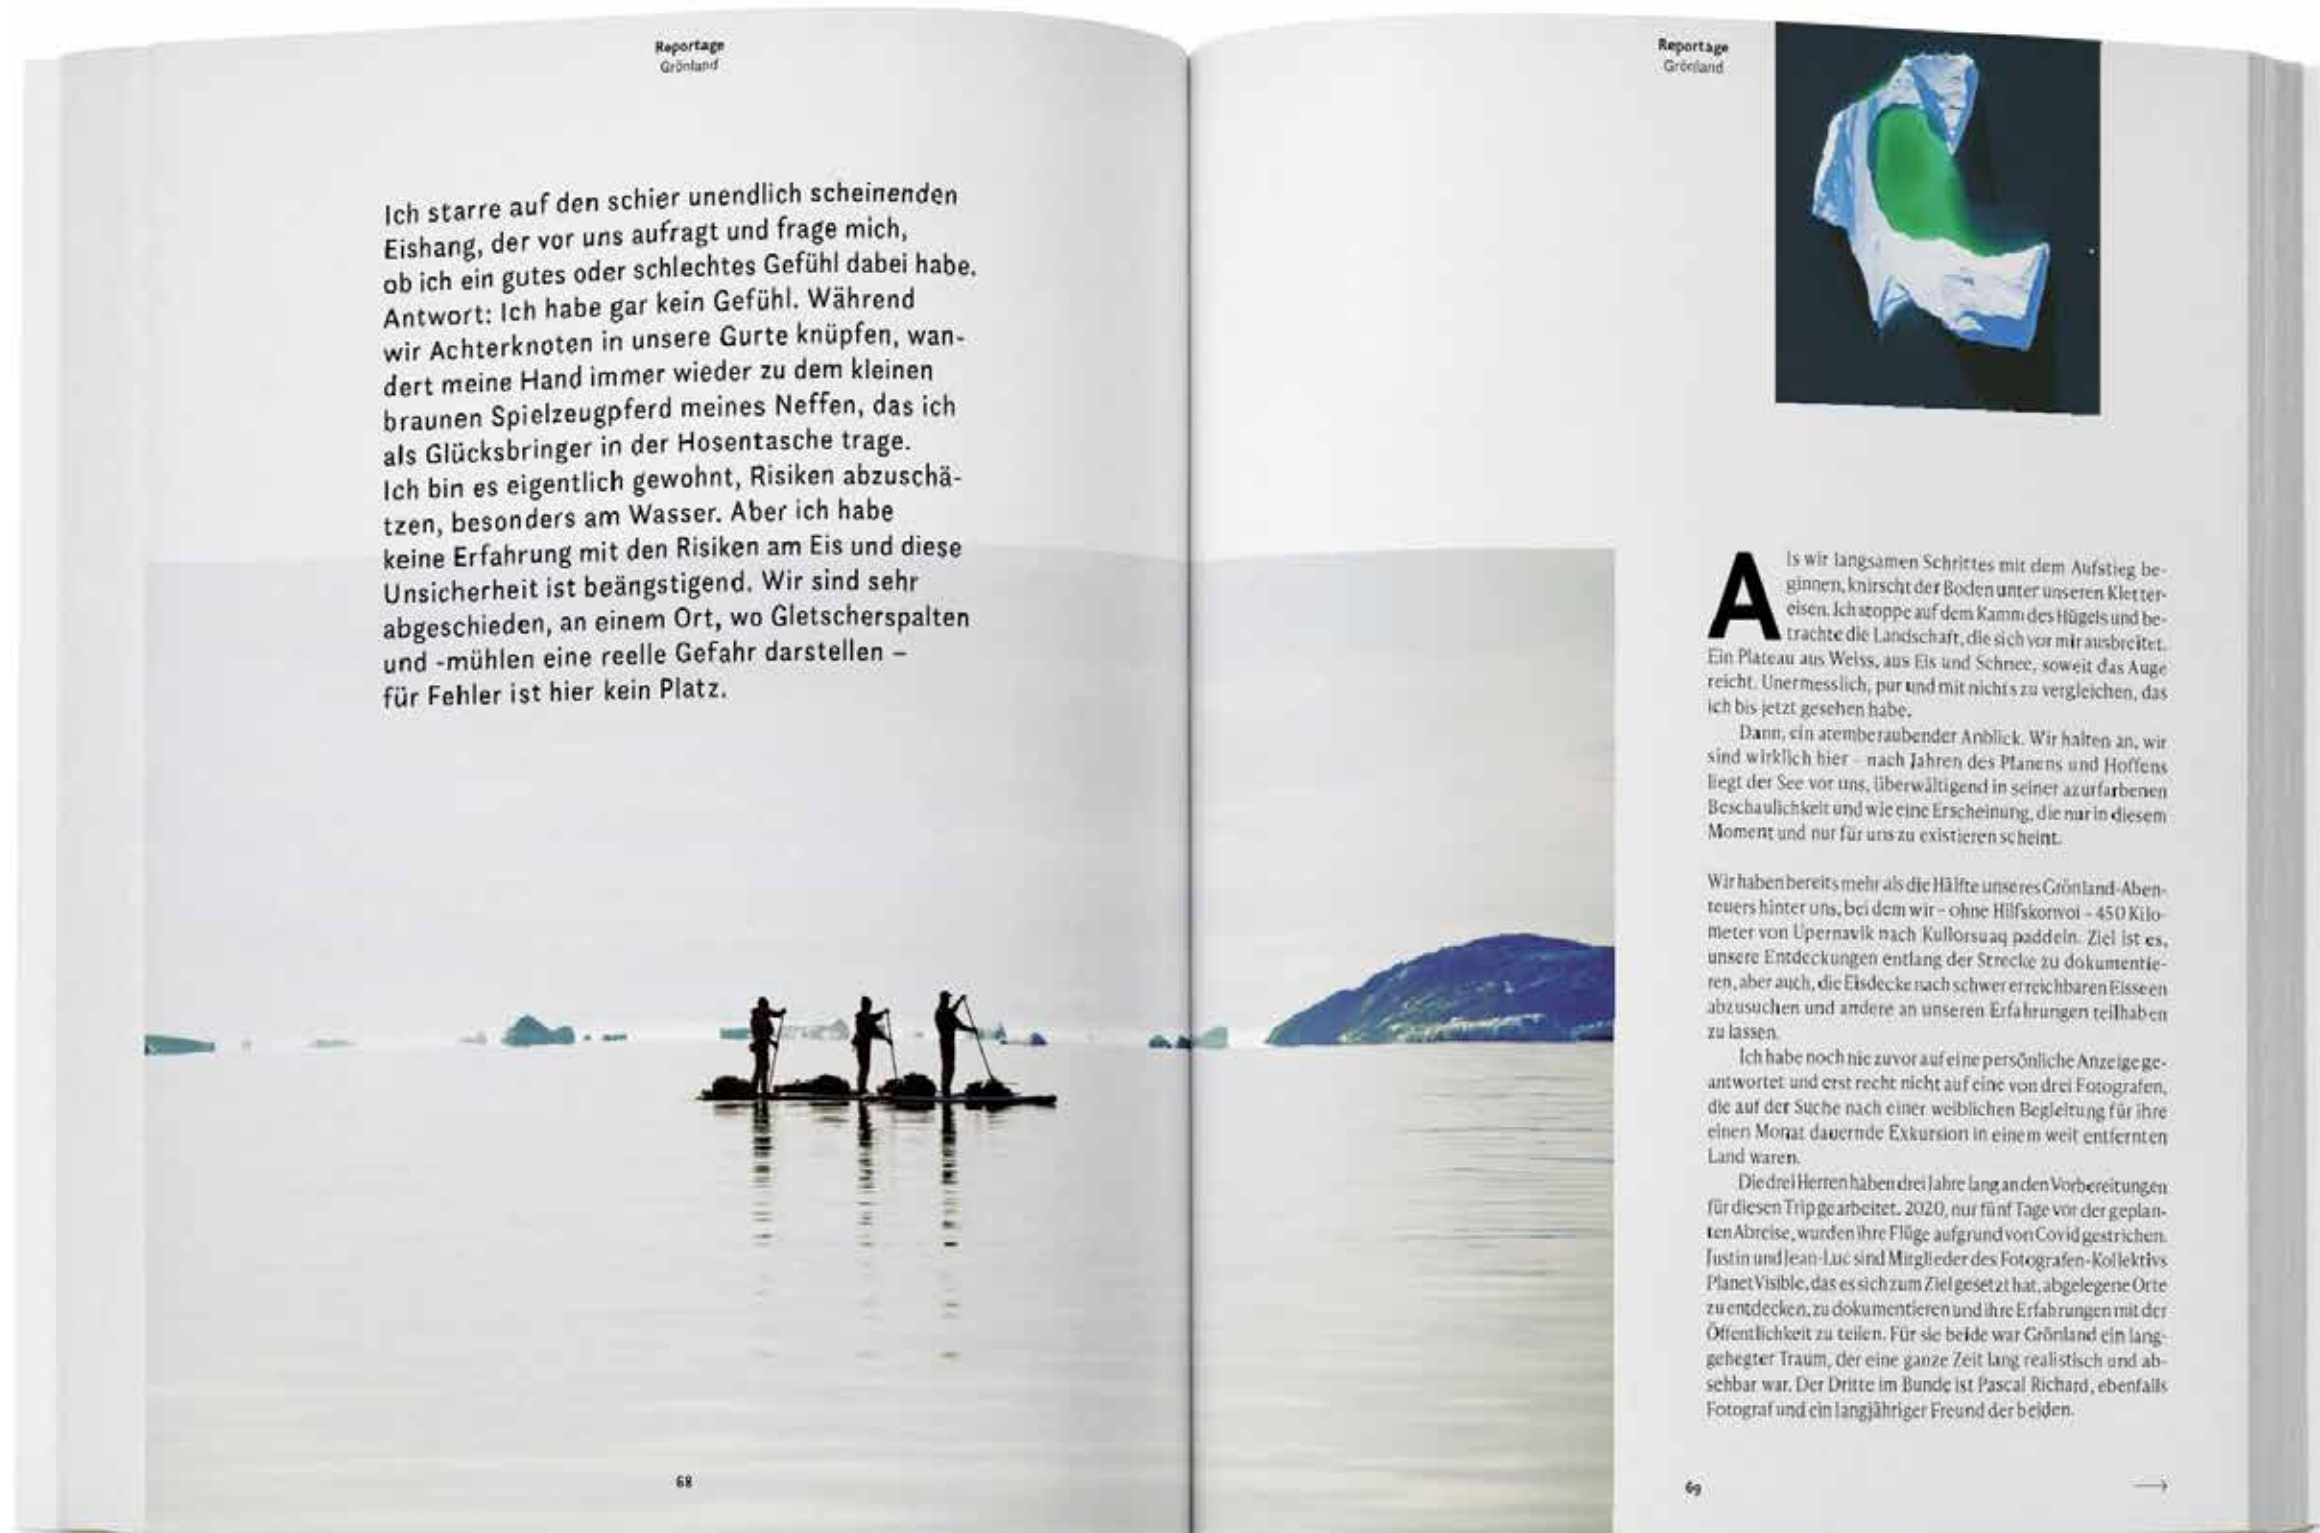 Reportage
Grönland
Ich starre auf den schier unendlich scheinenden
Eishang, der vor uns aufragt und frage mich,
ob ich ein gutes oder schlechtes Gefühl dabei habe.
Antwort: Ich habe gar kein Gefühl. Während
wir Achterknoten in unsere Gurte knüpfen, wan-
dert meine Hand immer wieder zu dem kleinen
braunen Spielzeugpferd meines Neffen, das ich
als Glücksbringer in der Hosentasche trage.
Ich bin es eigentlich gewohnt, Risiken abzuschä-
tzen, besonders am Wasser. Aber ich habe
keine Erfahrung mit den Risiken am Eis und diese
Unsicherheit ist beängstigend. Wir sind sehr
abgeschieden, an einem Ort, wo Gletscherspalten
und -mühlen eine reelle Gefahr darstellen –
für Fehler ist hier kein Platz.
68
Reportage
Grönland
Als wir langsamen Schrittes mit dem Aufstieg be-
ginnen, knirscht der Boden unter unseren Kletter-
eisen. Ich stoppe auf dem Kamm des Hügels und be-
trachte die Landschaft, die sich vor mir ausbreitet.
Ein Plateau aus Weiss, aus Eis und Schnee, soweit das Auge
reicht. Unermesslich, pur und mit nichts zu vergleichen, das
ich bis jetzt gesehen habe.
Dann, ein atemberaubender Anblick. Wir halten an, wir
sind wirklich hier – nach Jahren des Planens und Hoffens
liegt der See vor uns, überwältigend in seiner azurfarbenen
Beschaulichkeit und wie eine Erscheinung, die nur in diesem
Moment und nur für uns zu existieren scheint.
Wir haben bereits mehr als die Hälfte unseres Grönland-Aben-
teuers hinter uns, bei dem wir – ohne Hilfskonvoi – 450 Kilo-
meter von Upernavik nach Kullorsuaq paddeln. Ziel ist es,
unsere Entdeckungen entlang der Strecke zu dokumentie-
ren, aber auch, die Eisdecke nach schwer erreichbaren Eisseen
abzusuchen und andere an unseren Erfahrungen teilhaben
zu lassen.
Ich habe noch nie zuvor auf eine persönliche Anzeige ge-
antwortet und erst recht nicht auf eine von drei Fotografen,
die auf der Suche nach einer weiblichen Begleitung für ihre
einen Monat dauernde Exkursion in einem weit entfernten
Land waren.
Die drei Herren haben drei Jahre lang an den Vorbereitungen
für diesen Trip gearbeitet. 2020, nur fünf Tage vor der geplan-
ten Abreise, wurden ihre Flüge aufgrund von Covid gestrichen.
Justin und Jean-Luc sind Mitglieder des Fotografen-Kollektivs
PlanetVisible, das es sich zum Ziel gesetzt hat, abgelegene Orte
zu entdecken, zu dokumentieren und ihre Erfahrungen mit der
Öffentlichkeit zu teilen. Für sie beide war Grönland ein lang-
gehegter Traum, der eine ganze Zeit lang realistisch und ab-
sehbar war. Der Dritte im Bunde ist Pascal Richard, ebenfalls
Fotograf und ein langjähriger Freund der beiden.
69
→